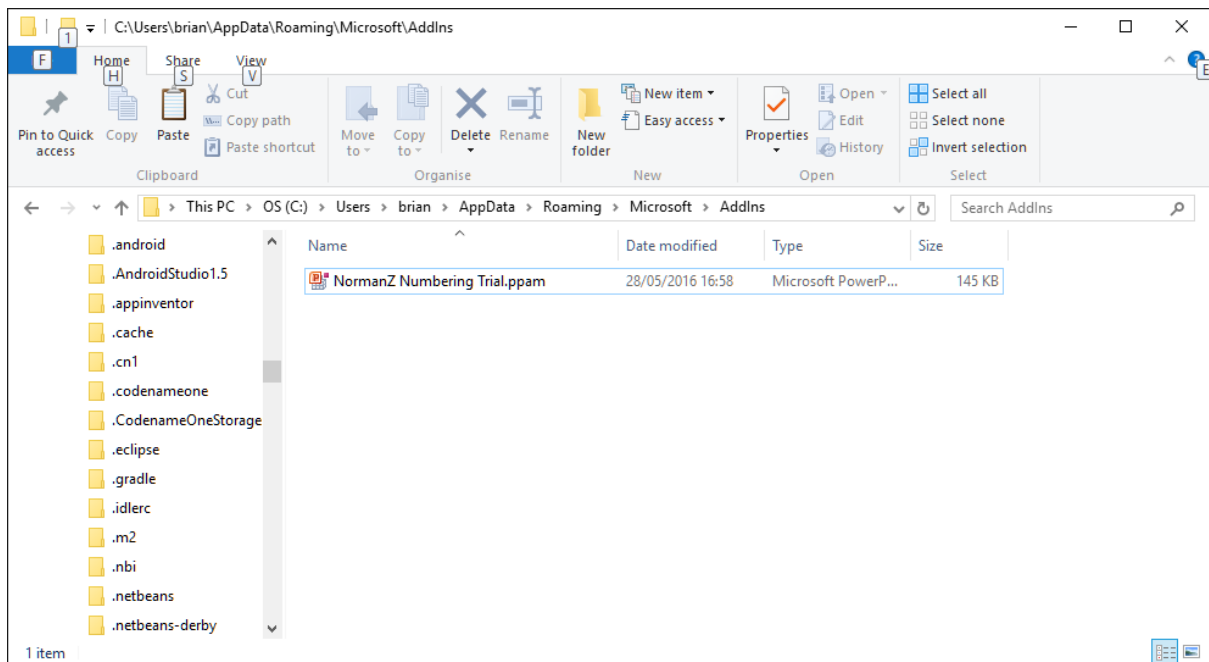 1 C:\Users\brian\AppData\Roaming\Microsoft\AddIns
F Home Share View
H S V E
Pin to Quick access
Copy
Paste
Cut
Copy path
Paste shortcut
Clipboard
Move to
Copy to
Delete
Rename
Organise
New folder
New item
Easy access
New
Properties
Open
Edit
History
Open
Select all
Select none
Invert selection
Select
This PC > OS (C:) > Users > brian > AppData > Roaming > Microsoft > AddIns
Search AddIns
.android
.AndroidStudio1.5
.appinventor
.cache
.cn1
.codenameone
.CodenameOneStorage
.eclipse
.gradle
.idlerc
.m2
.nbi
.netbeans
.netbeans-derby
Name Date modified Type Size
NormanZ Numbering Trial.ppam 28/05/2016 16:58 Microsoft PowerP... 145 KB
1 item